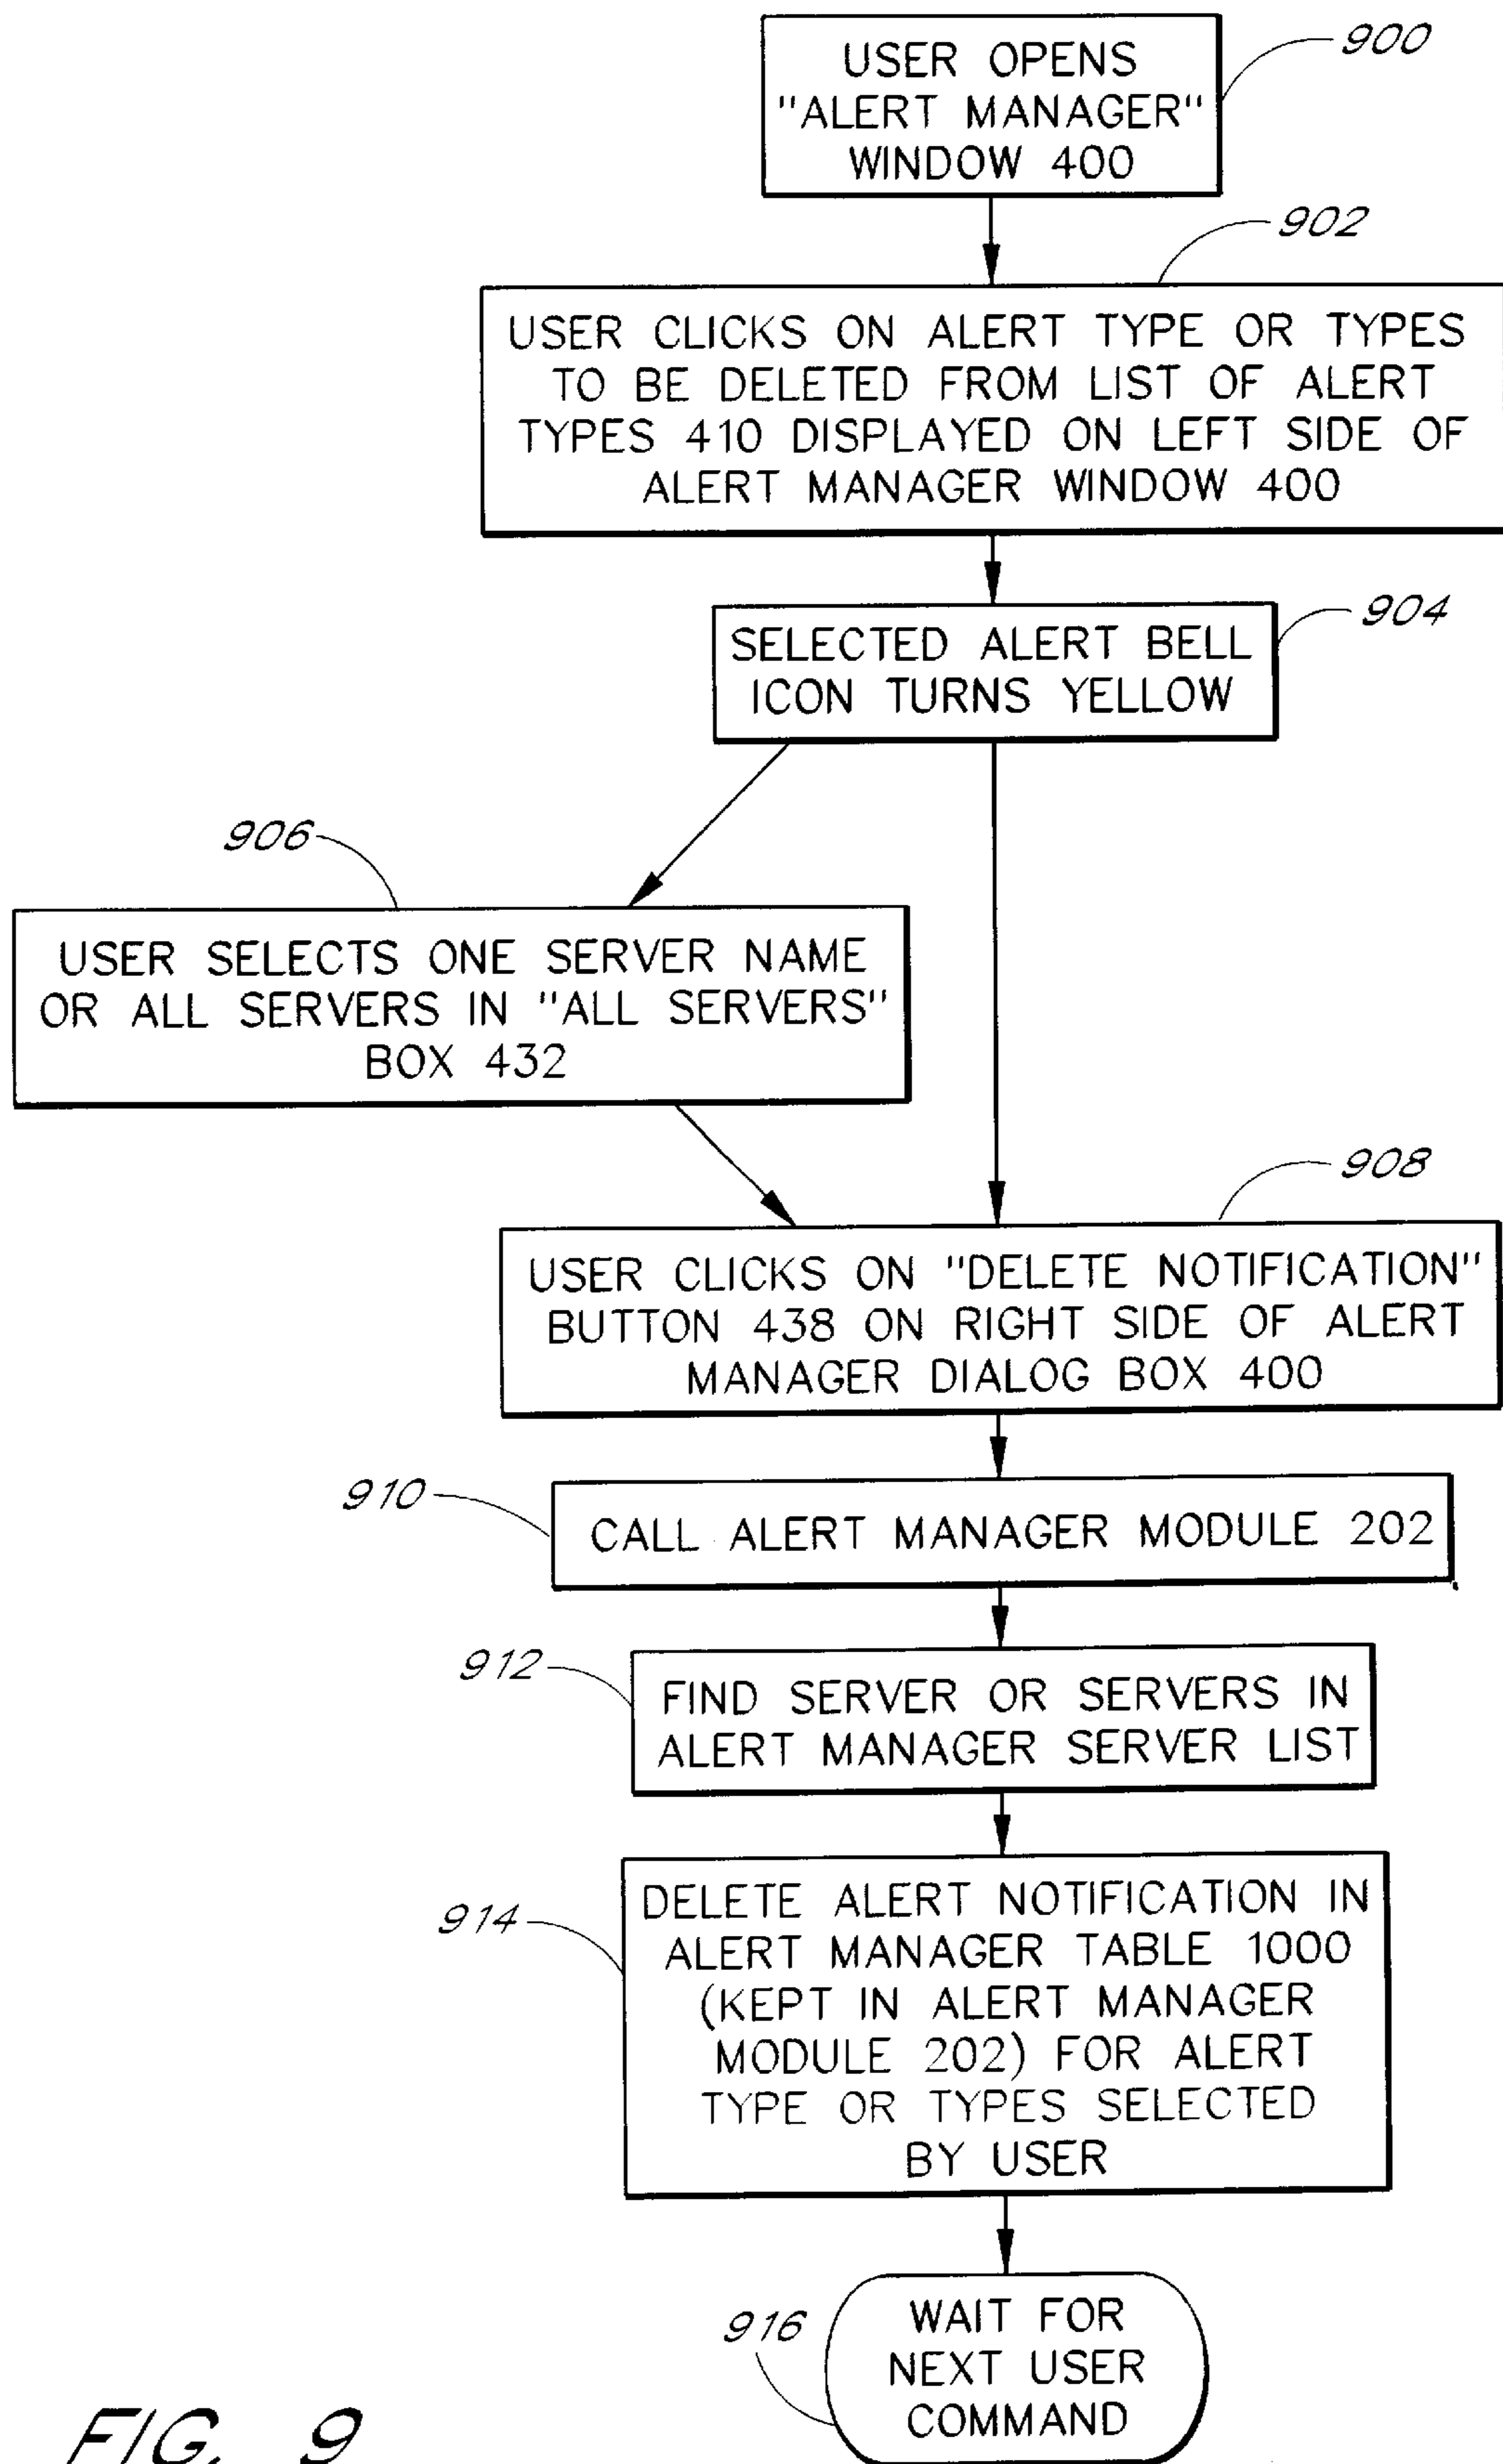 USER OPENS
"ALERT MANAGER"
WINDOW 400
900
902
USER CLICKS ON ALERT TYPE OR TYPES
TO BE DELETED FROM LIST OF ALERT
TYPES 410 DISPLAYED ON LEFT SIDE OF
ALERT MANAGER WINDOW 400
904
SELECTED ALERT BELL
ICON TURNS YELLOW
906
USER SELECTS ONE SERVER NAME
OR ALL SERVERS IN "ALL SERVERS"
BOX 432
908
USER CLICKS ON "DELETE NOTIFICATION"
BUTTON 438 ON RIGHT SIDE OF ALERT
MANAGER DIALOG BOX 400
910
CALL ALERT MANAGER MODULE 202
912
FIND SERVER OR SERVERS IN
ALERT MANAGER SERVER LIST
914
DELETE ALERT NOTIFICATION IN
ALERT MANAGER TABLE 1000
(KEPT IN ALERT MANAGER
MODULE 202) FOR ALERT
TYPE OR TYPES SELECTED
BY USER
916
WAIT FOR
NEXT USER
COMMAND
FIG. 9